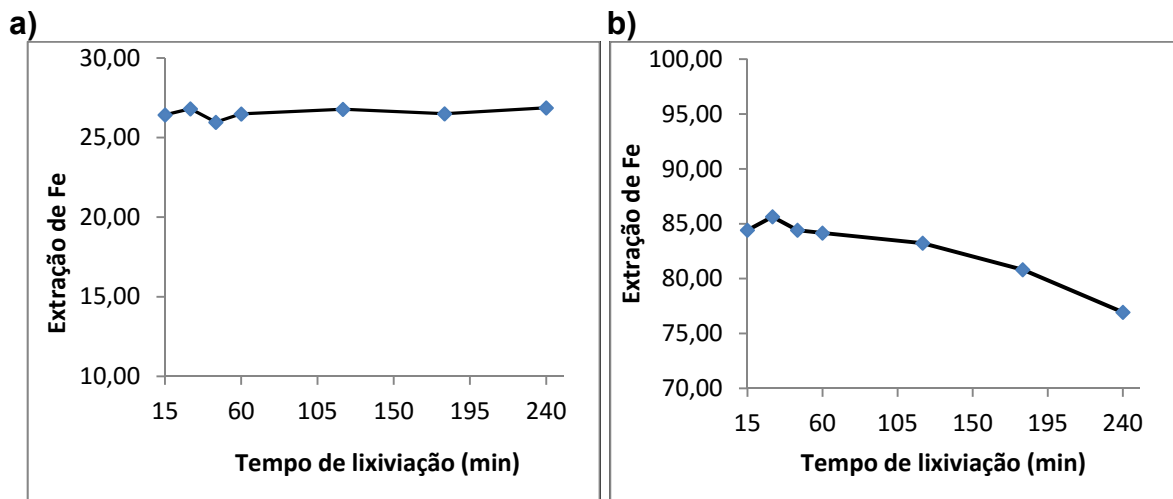 a)
30,00
25,00
20,00
15,00
10,00
Extração de Fe
15 60 105 150 195 240
Tempo de lixiviação (min)
b)
100,00
95,00
90,00
85,00
80,00
75,00
70,00
Extração de Fe
15 60 105 150 195 240
Tempo de lixiviação (min)